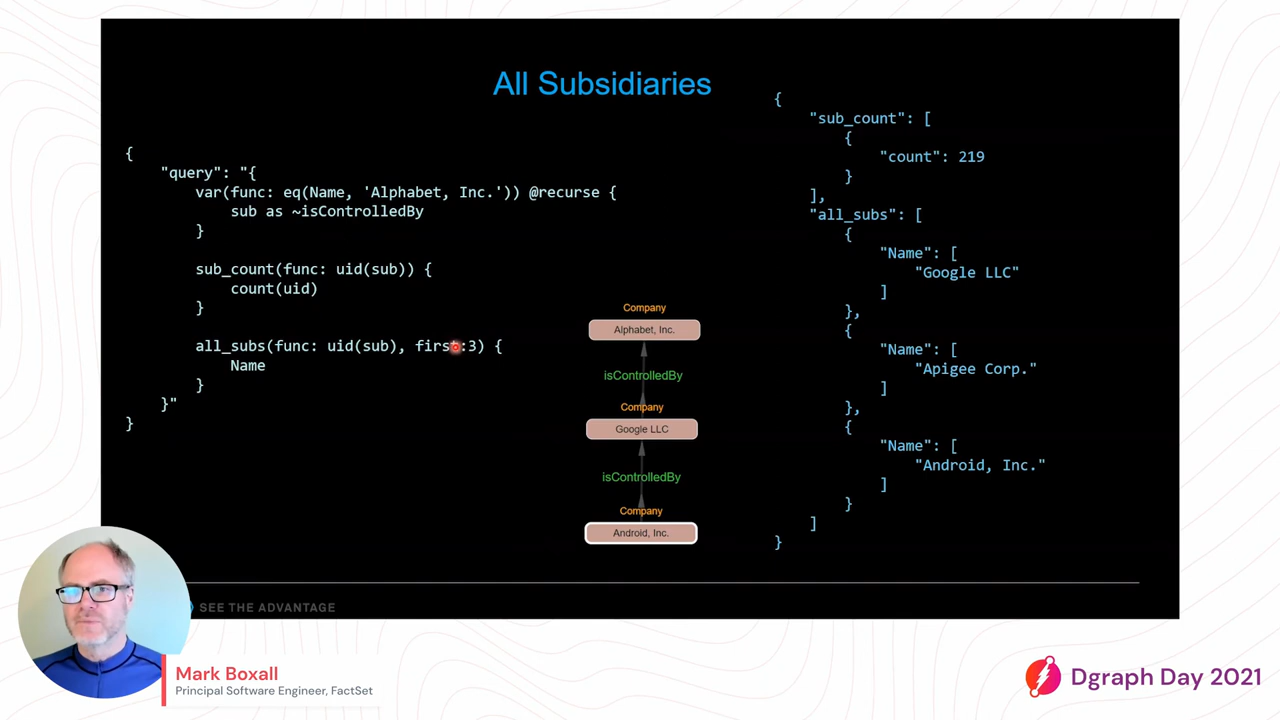 All Subsidiaries
{
"query": "{
var(func: eq(Name, 'Alphabet, Inc.')) @recurse {
sub as ~isControlledBy
}
sub_count(func: uid(sub)) {
count(uid)
}
all_subs(func: uid(sub), first:3) {
Name
}
}"
}
Company
Alphabet, Inc.
isControlledBy
Company
Google LLC
isControlledBy
Company
Android, Inc.
{
"sub_count": [
{
"count": 219
}
],
"all_subs": [
{
"Name": [
"Google LLC"
]
},
{
"Name": [
"Apigee Corp."
]
},
{
"Name": [
"Android, Inc."
]
}
]
}
SEE THE ADVANTAGE
Mark Boxall
Principal Software Engineer, FactSet
Dgraph Day 2021